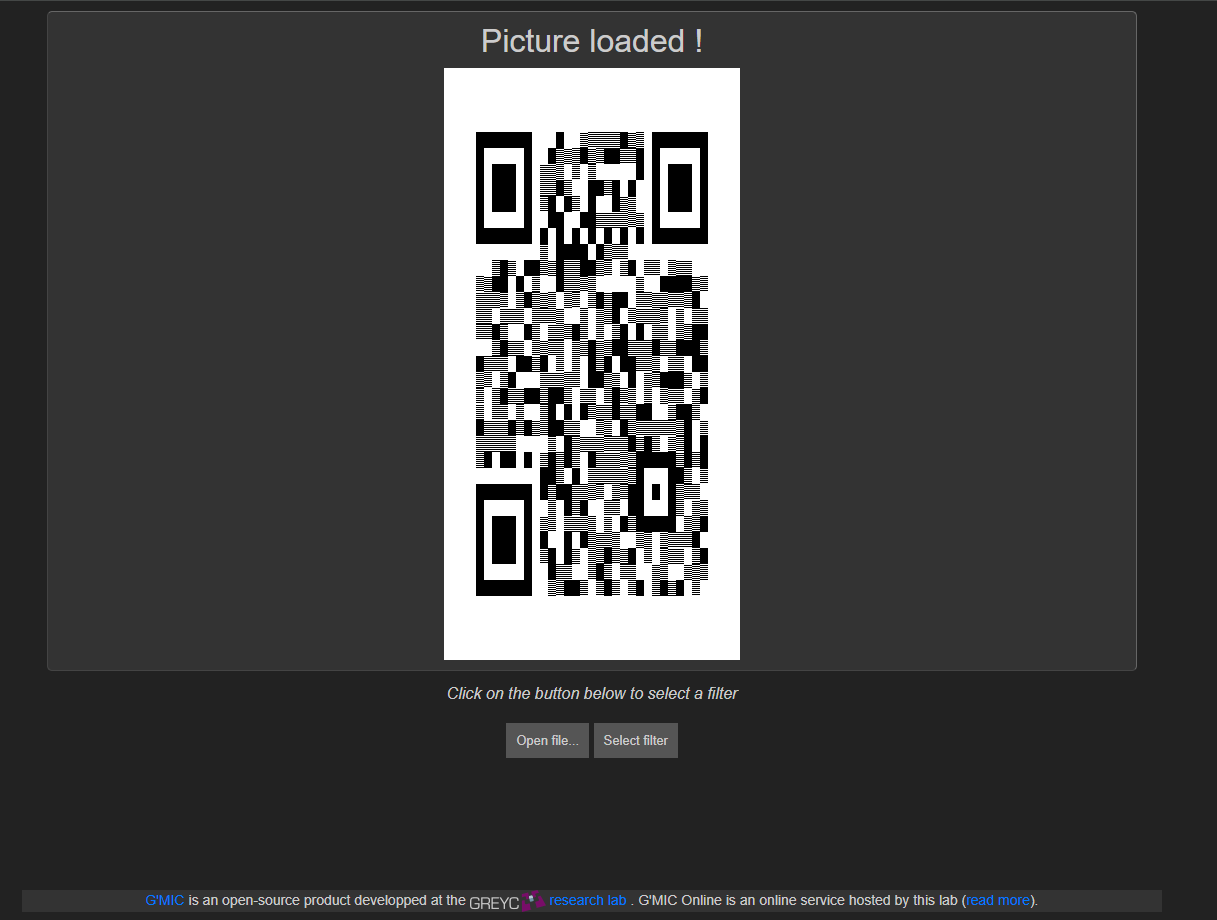 Picture loaded !
Click on the button below to select a filter
Open file... Select filter
G'MIC is an open-source product developped at the GREYC research lab . G'MIC Online is an online service hosted by this lab (read more).